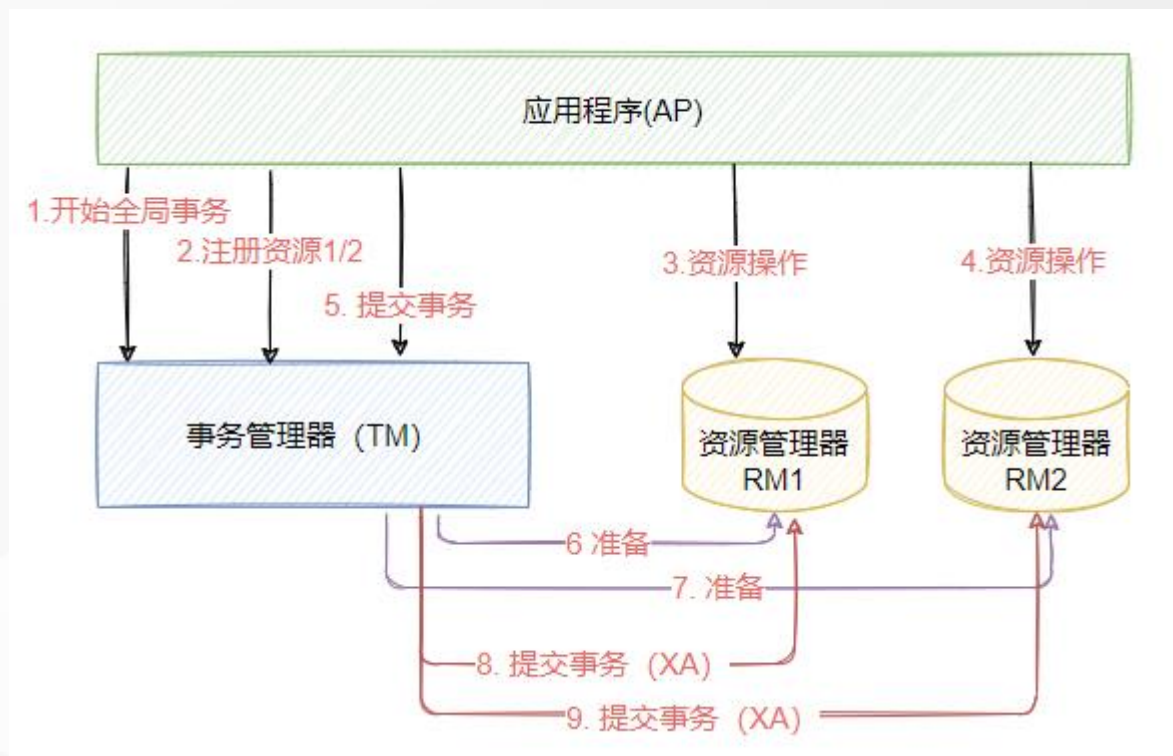 应用程序(AP)
1.开始全局事务
2.注册资源1/2
3.资源操作
4.资源操作
5. 提交事务
事务管理器（TM）
资源管理器
RM1
资源管理器
RM2
6 准备
7. 准备
8. 提交事务（XA）
9. 提交事务（XA）